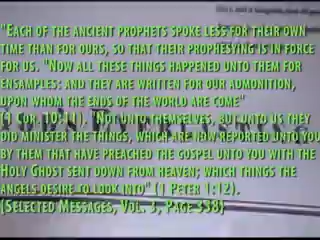 "Each of the ancient prophets spoke less for their own
time than for ours, so that their prophesying is in force
for us. "Now all these things happened unto them for
ensamples: and they are written for our admonition,
upon whom the ends of the world are come"
(1 Cor. 10:11). "Not unto themselves, but unto us they
did minister the things, which are now reported unto you
by them that have preached the gospel unto you with the
Holy Ghost sent down from heaven; which things the
angels desire to look into" (1 Peter 1:12).
(Selected Messages, Vol. 3, Page 338)